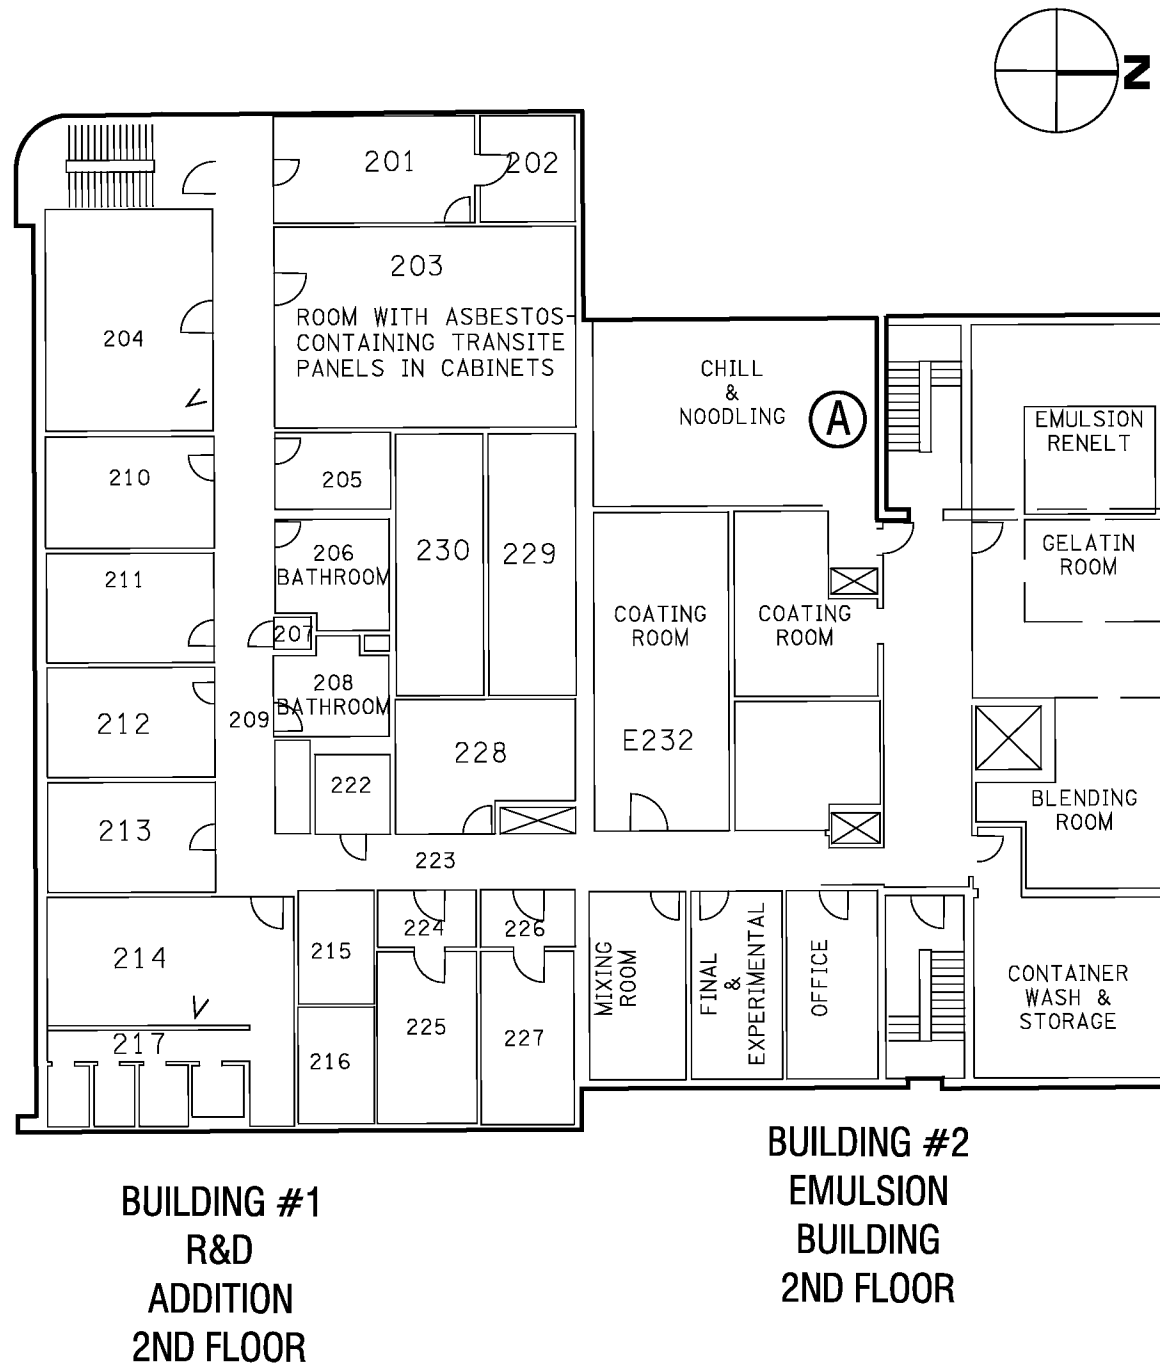 N
201
202
203
ROOM WITH ASBESTOS-
CONTAINING TRANSITE
PANELS IN CABINETS
204
CHILL
&
NOODLING
A
EMULSION
RENELT
210
205
230
229
206
BATHROOM
GELATIN
ROOM
211
207
COATING
ROOM
COATING
ROOM
208
BATHROOM
209
212
228
E232
222
213
BLENDING
ROOM
223
224
226
214
215
MIXING
ROOM
FINAL
&
EXPERIMENTAL
OFFICE
CONTAINER
WASH &
STORAGE
217
216
225
227
BUILDING #1
R&D
ADDITION
2ND FLOOR
BUILDING #2
EMULSION
BUILDING
2ND FLOOR